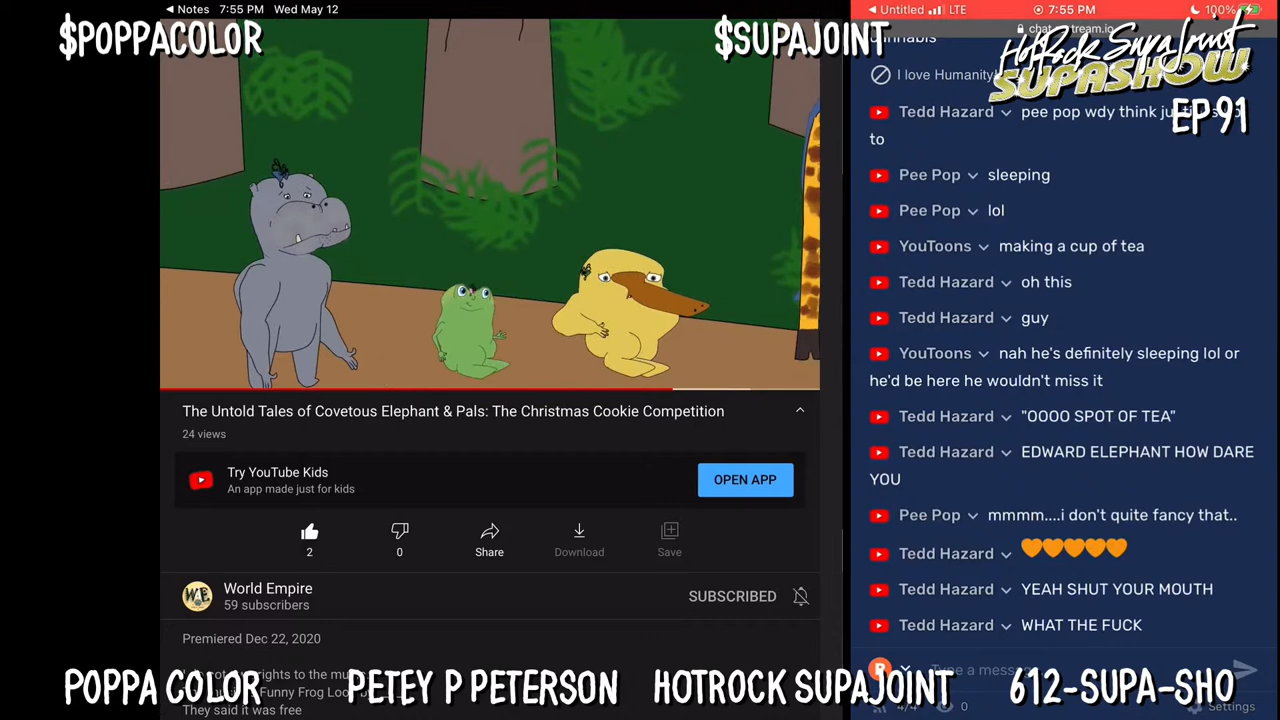 Notes 7:55 PM Wed May 12
$POPPACOLOR
$SUPAJOINT
Untitled LTE 7:55 PM 100%
HOTROCK SUPAJOINT
SUPASHOW
EP 91
I love Humanity
Tedd Hazard pee pop wdy think
to
Pee Pop sleeping
Pee Pop lol
YouToons making a cup of tea
Tedd Hazard oh this
Tedd Hazard guy
YouToons nah he's definitely sleeping lol or
he'd be here he wouldn't miss it
Tedd Hazard "OOOO SPOT OF TEA"
Tedd Hazard EDWARD ELEPHANT HOW DARE
YOU
Pee Pop mmmm....i don't quite fancy that..
Tedd Hazard 🧡🧡🧡🧡🧡
Tedd Hazard YEAH SHUT YOUR MOUTH
Tedd Hazard WHAT THE FUCK
Type a mess
4/4 0 Settings
The Untold Tales of Covetous Elephant & Pals: The Christmas Cookie Competition
24 views
Try YouTube Kids
An app made just for kids
OPEN APP
2 0 Share Download Save
World Empire
59 subscribers
SUBSCRIBED
Premiered Dec 22, 2020
rights to the mu
Funny Frog Loo
They said it was free
POPPA COLOR PETEY P PETERSON HOTROCK SUPAJOINT 612-SUPA-SHO